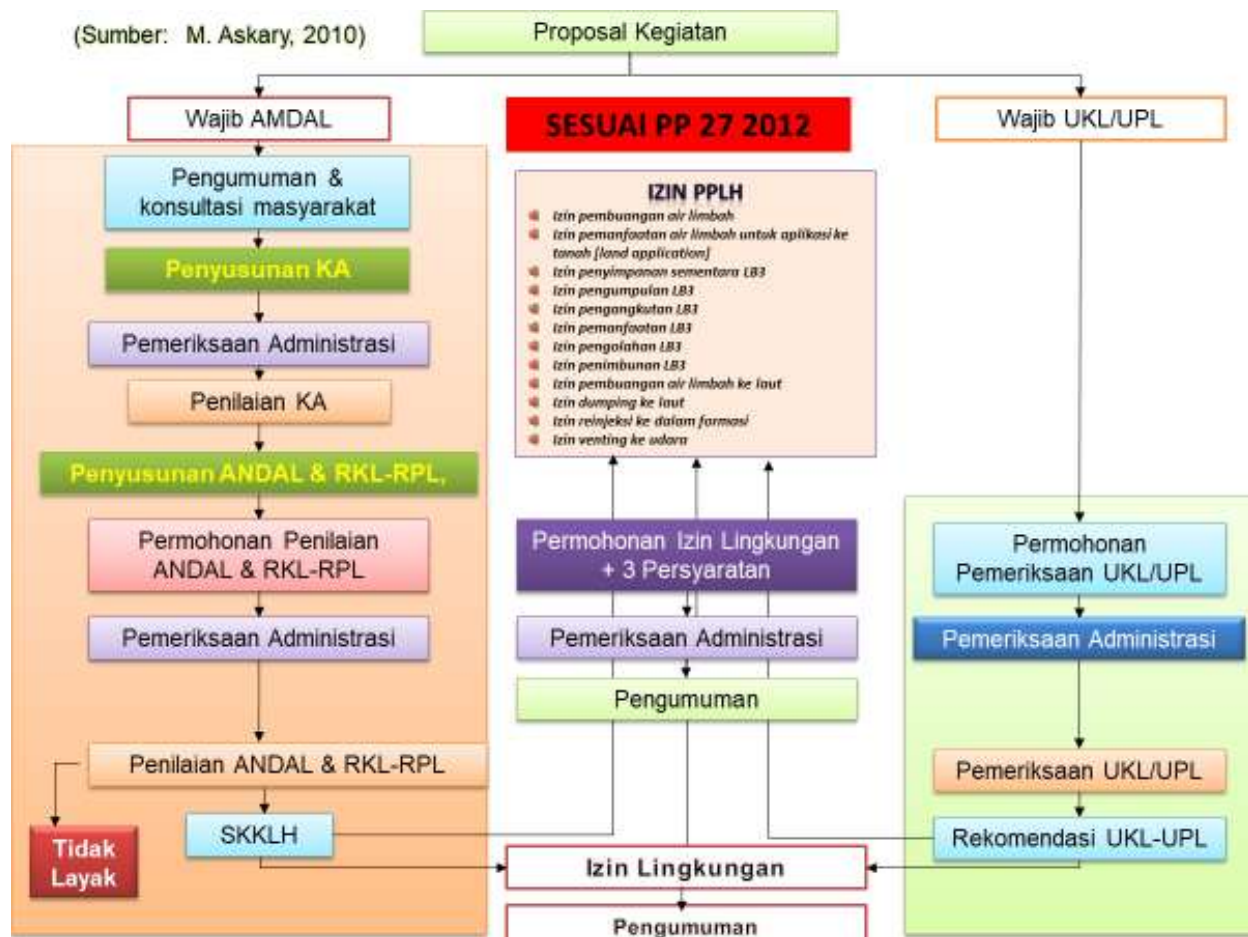 (Sumber: M. Askary, 2010)
Proposal Kegiatan
Wajib AMDAL
SESUAI PP 27 2012
Wajib UKL/UPL
Pengumuman &
konsultasi masyarakat
Penyusunan KA
Pemeriksaan Administrasi
Penilaian KA
Penyusunan ANDAL & RKL-RPL,
Permohonan Penilaian
ANDAL & RKL-RPL
Pemeriksaan Administrasi
Penilaian ANDAL & RKL-RPL
Tidak
Layak
SKKLH
IZIN PPLH
Izin pembuangan air limbah
Izin pemanfaatan air limbah untuk aplikasi ke
tanah [land application]
Izin penyimpanan sementara LB3
Izin pengumpulan LB3
Izin pengangkutan LB3
Izin pemanfaatan LB3
Izin pengolahan LB3
Izin penimbunan LB3
Izin pembuangan air limbah ke laut
Izin dumping ke laut
Izin reinjeksi ke dalam formasi
Izin venting ke udara
Permohonan Izin Lingkungan
+ 3 Persyaratan
Pemeriksaan Administrasi
Pengumuman
Permohonan
Pemeriksaan UKL/UPL
Pemeriksaan Administrasi
Pemeriksaan UKL/UPL
Rekomendasi UKL-UPL
Izin Lingkungan
Pengumuman